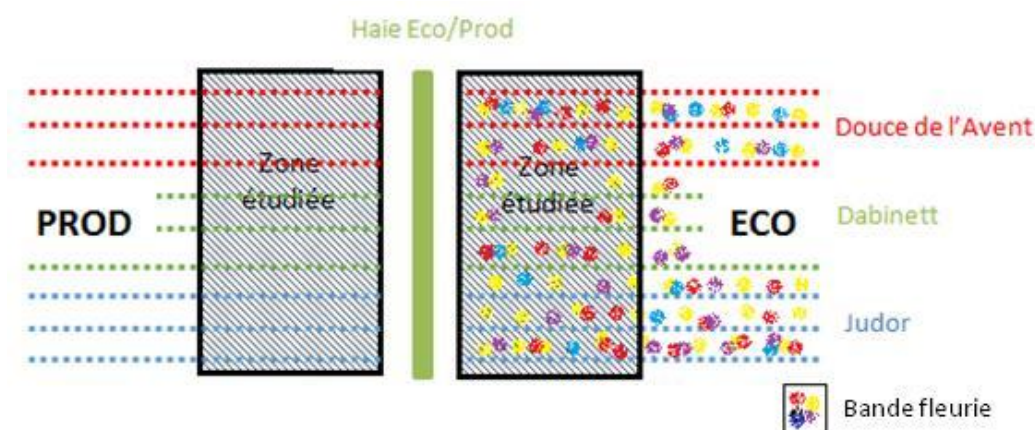 Haie Eco/Prod
Zone
étudiée
Zone
étudiée
Douce de l'Avent
PROD
ECO
Dabinett
Judor
Bande fleurie